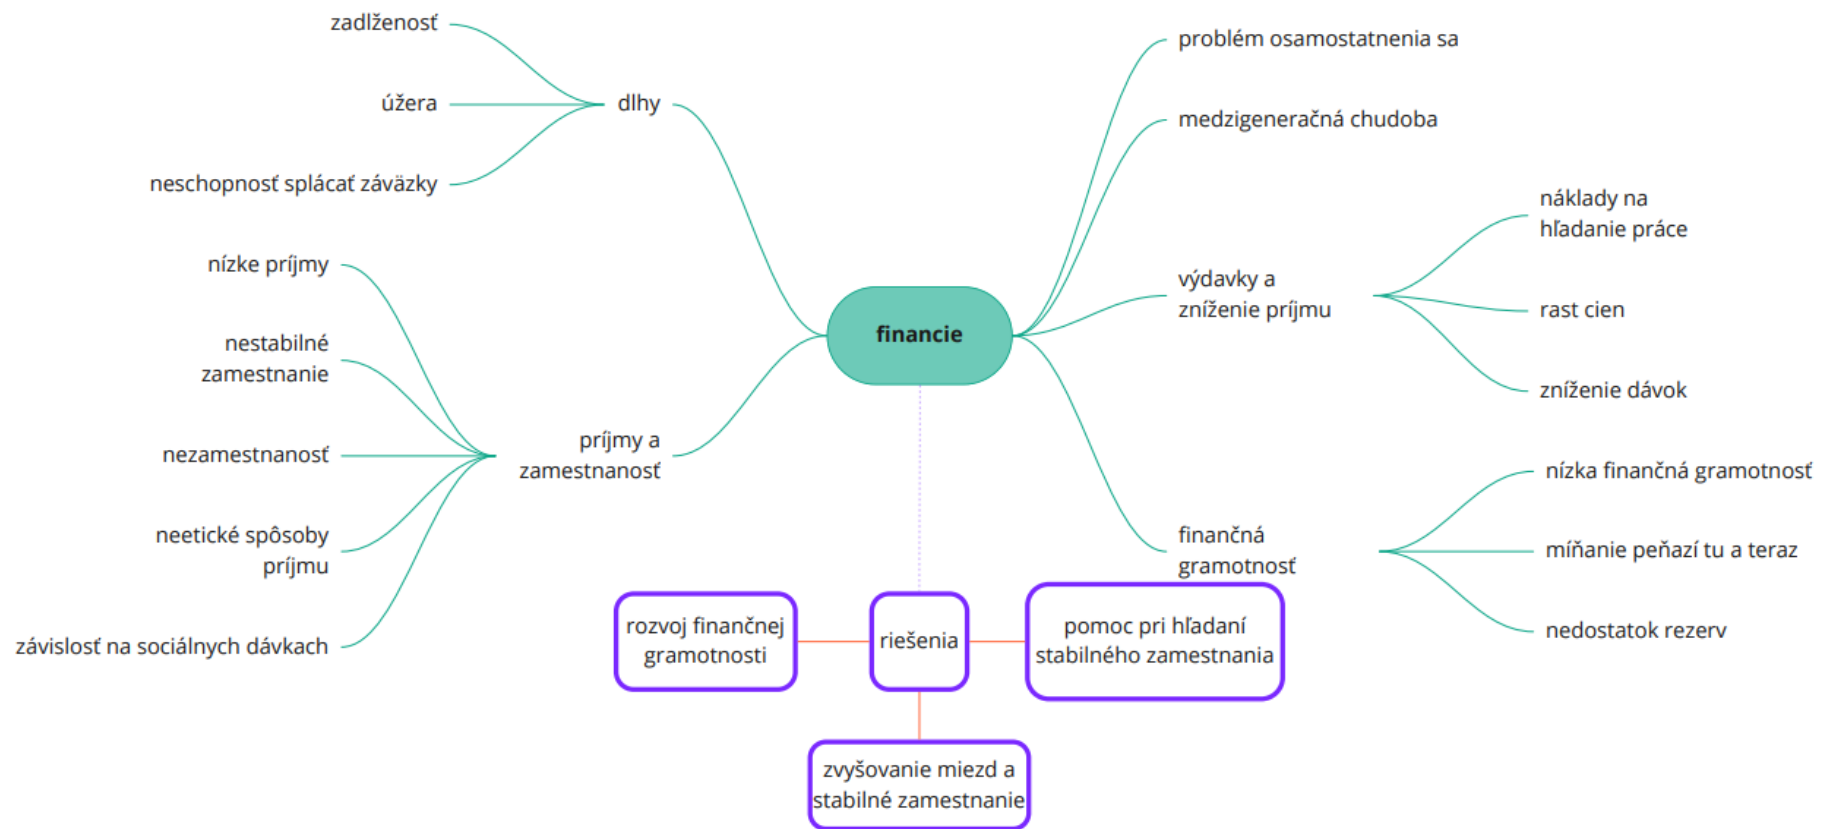 zadlženosť
úžera
neschopnosť splácať záväzky
dlhy
nízke príjmy
nestabilné
zamestnanie
nezamestnanosť
neetické spôsoby
príjmu
závislosť na sociálnych dávkach
príjmy a
zamestnanosť
financie
problém osamostatnenia sa
medzigeneračná chudoba
výdavky a
zníženie príjmu
náklady na
hľadanie práce
rast cien
zníženie dávok
finančná
gramotnosť
nízka finančná gramotnosť
míňanie peňazí tu a teraz
nedostatok rezerv
rozvoj finančnej
gramotnosti
riešenia
pomoc pri hľadaní
stabilného zamestnania
zvyšovanie miezd a
stabilné zamestnanie